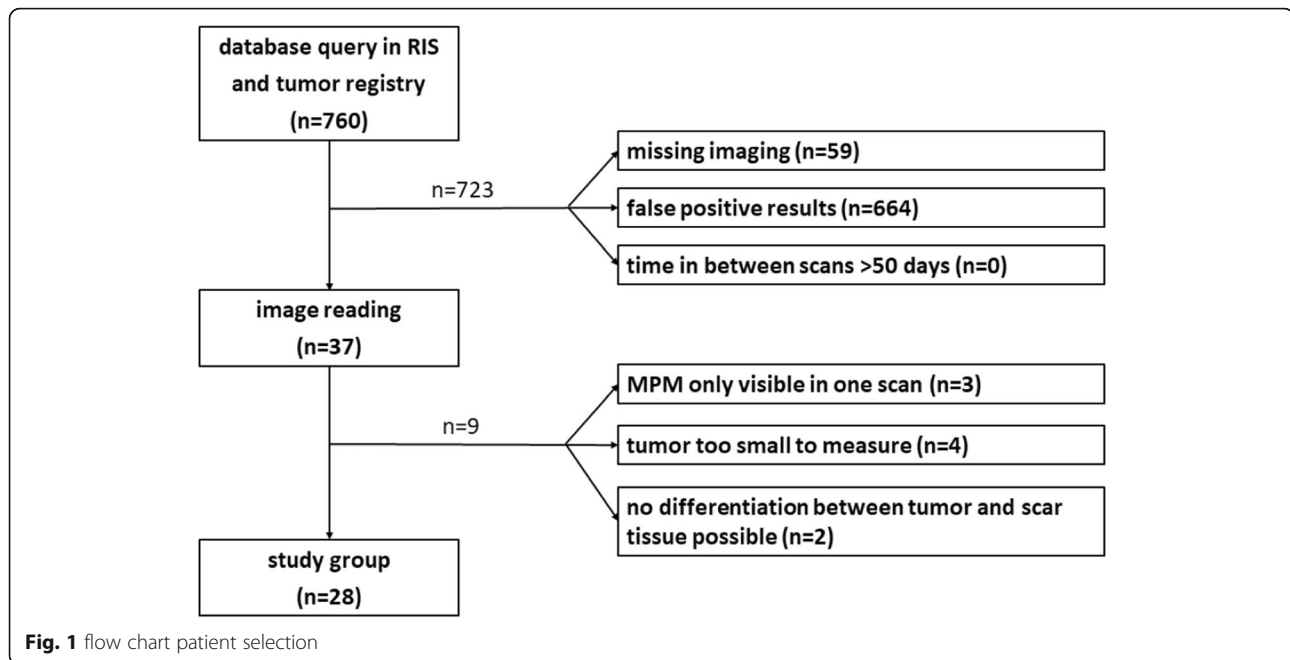 database query in RIS
and tumor registry
(n=760)
n=723
missing imaging (n=59)
false positive results (n=664)
time in between scans >50 days (n=0)
image reading
(n=37)
n=9
MPM only visible in one scan (n=3)
tumor too small to measure (n=4)
no differentiation between tumor and scar
tissue possible (n=2)
study group
(n=28)
Fig. 1 flow chart patient selection